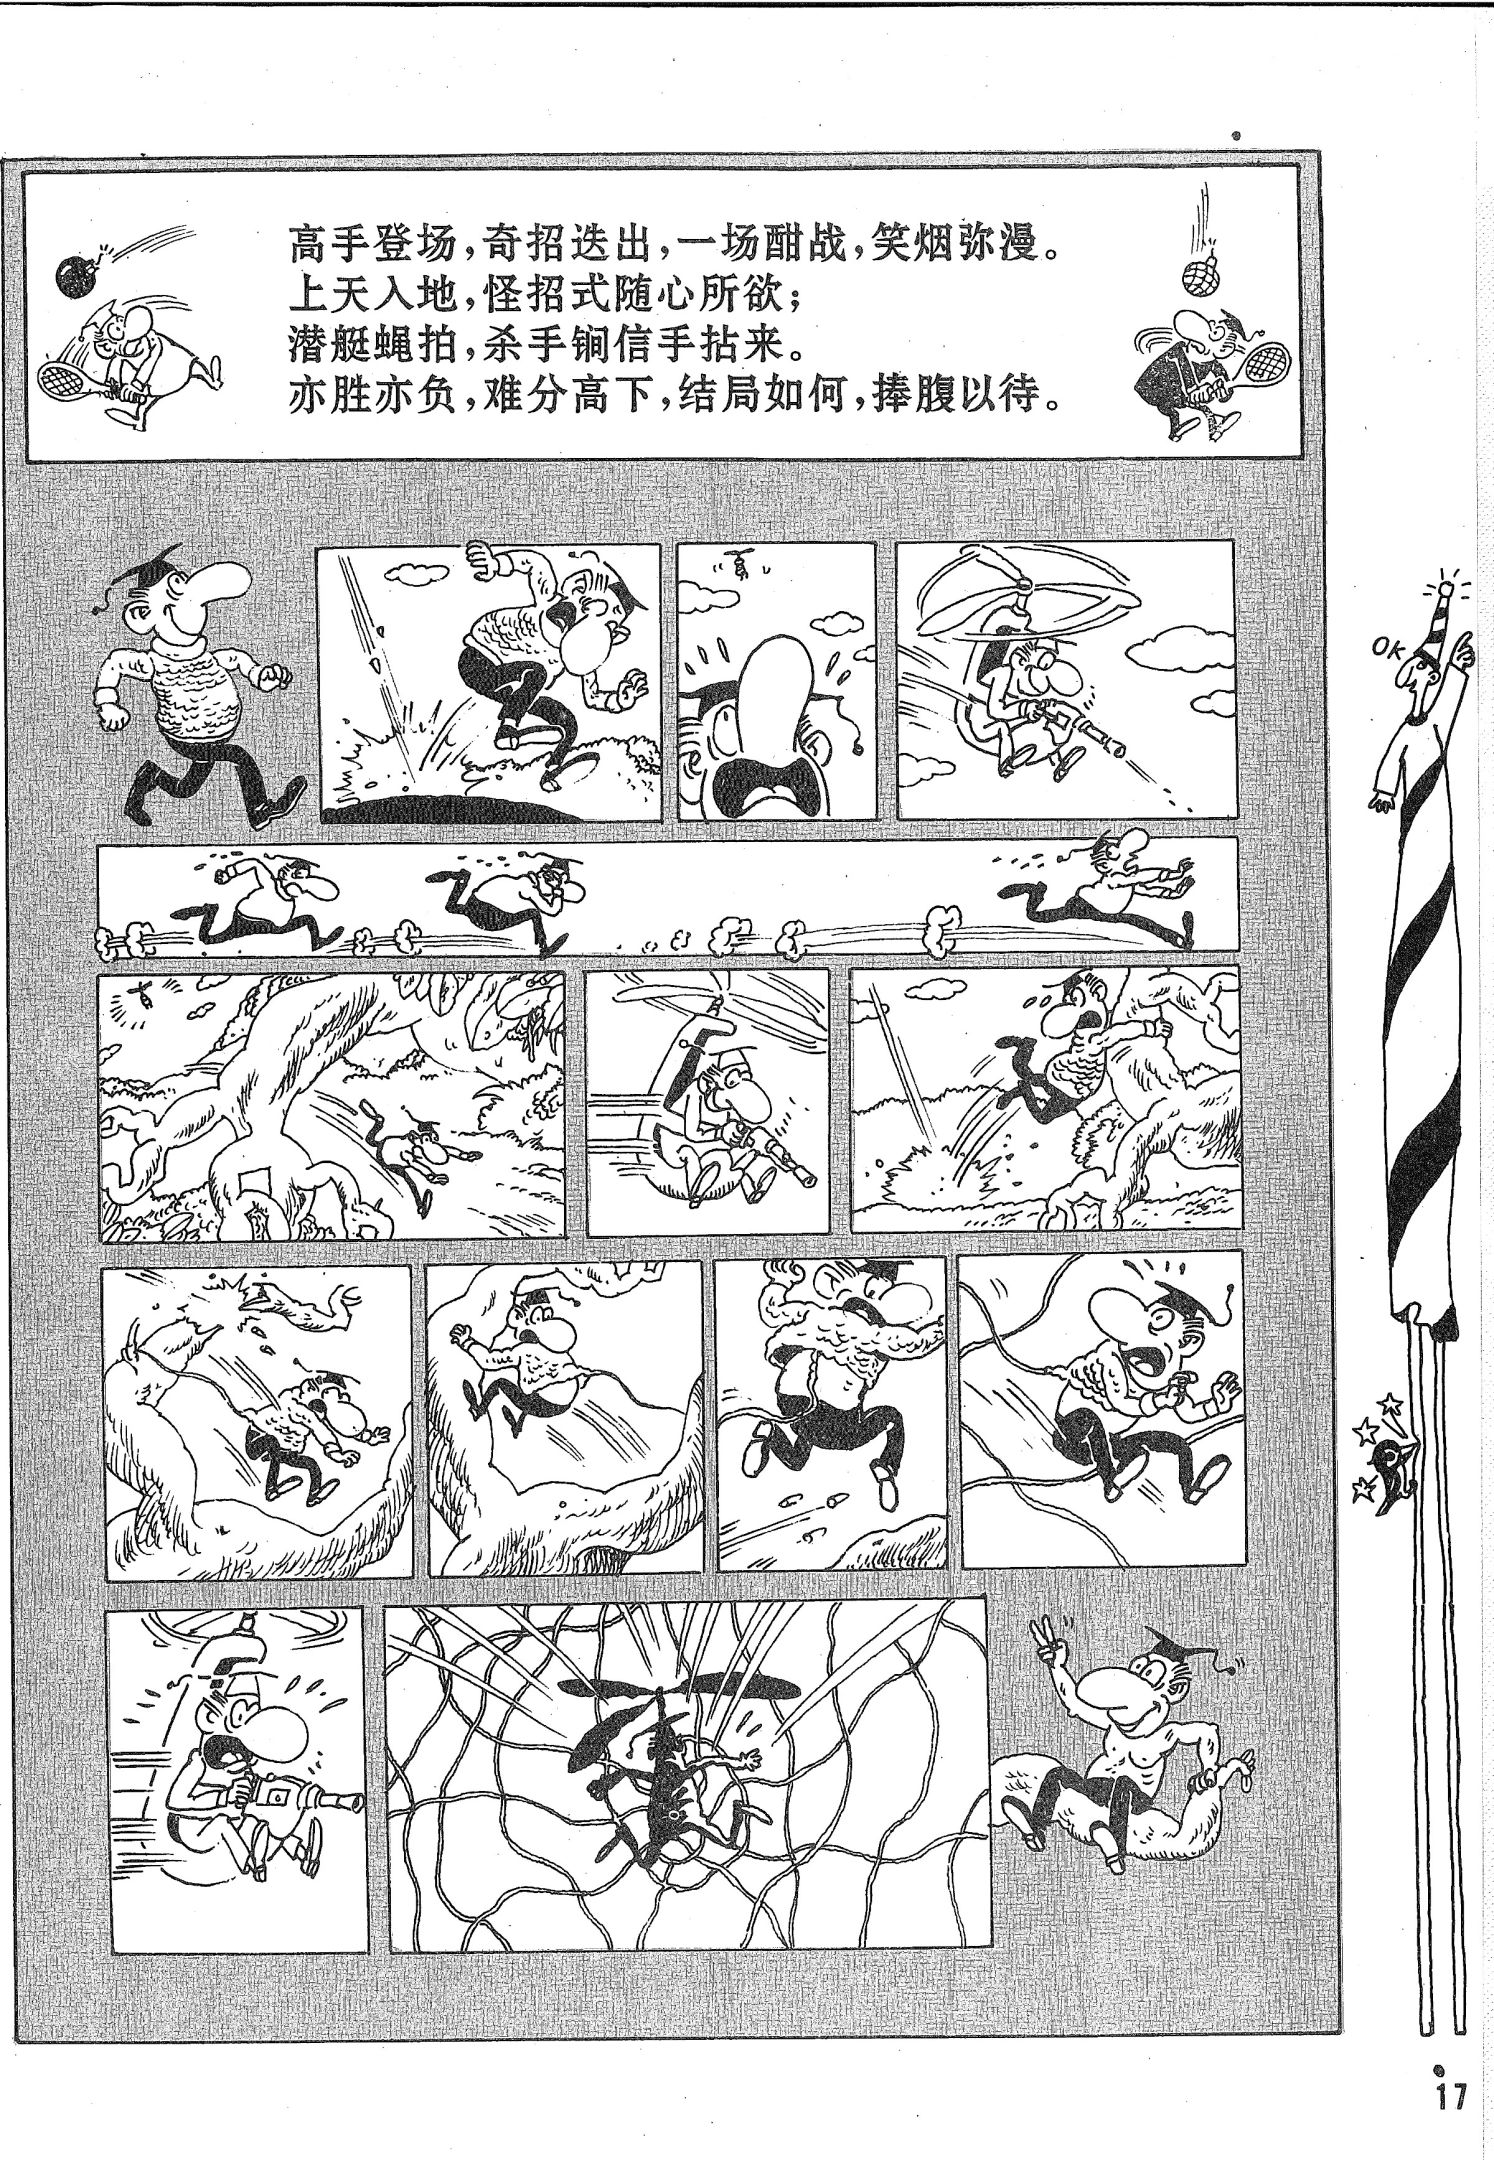 高手登场，奇招迭出，一场酣战，笑烟弥漫。
上天入地，怪招式随心所欲；
潜艇蝇拍，杀手锏信手拈来。
亦胜亦负，难分高下，结局如何，捧腹以待。
OK
17